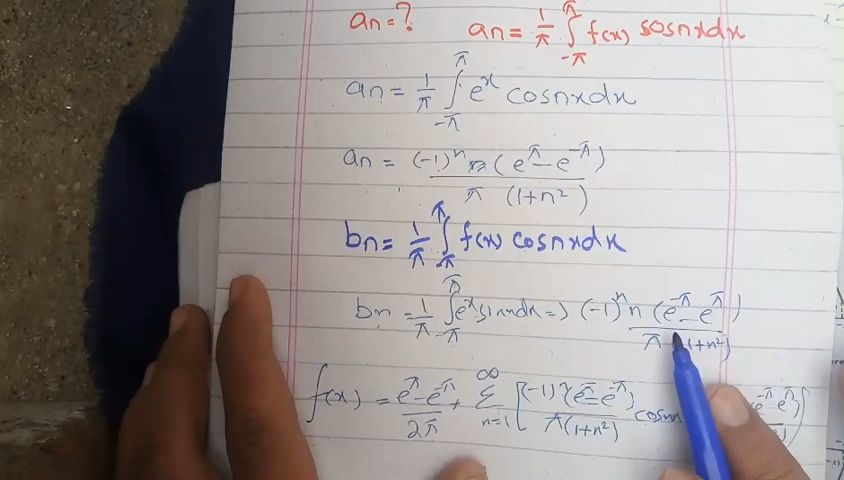 an = ? an = 1/π ∫_{-π}^{π} f(x) sosnxdx
an = 1/π ∫_{-π}^{π} e^x cosnxdx
an = (-1)^n (e^π - e^{-π}) / π (1+n²)
bn = 1/π ∫_{-π}^{π} f(x) cosnxdx
bn = 1/π ∫_{-π}^{π} e^x sinnxdx => (-1)^n n (e^{-π} - e^π) / π (1+n²)
f(x) = e^π - e^{-π} / 2π + Σ_{n=1}^{∞} [ (-1)^n (e^π - e^{-π}) / π(1+n²) cosn